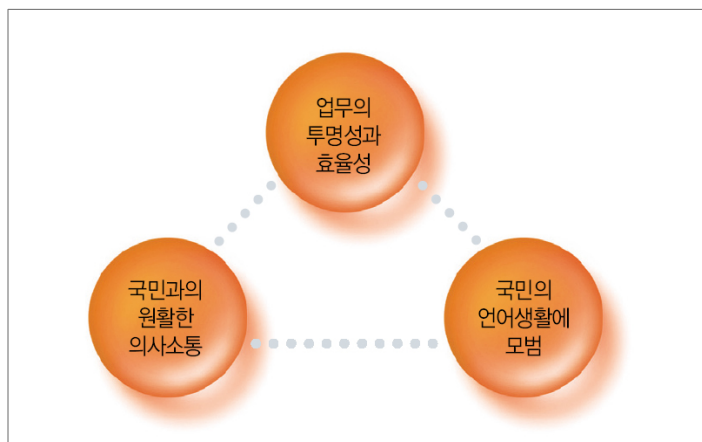 업무의
투명성과
효율성
국민과의
원활한
의사소통
국민의
언어생활에
모범